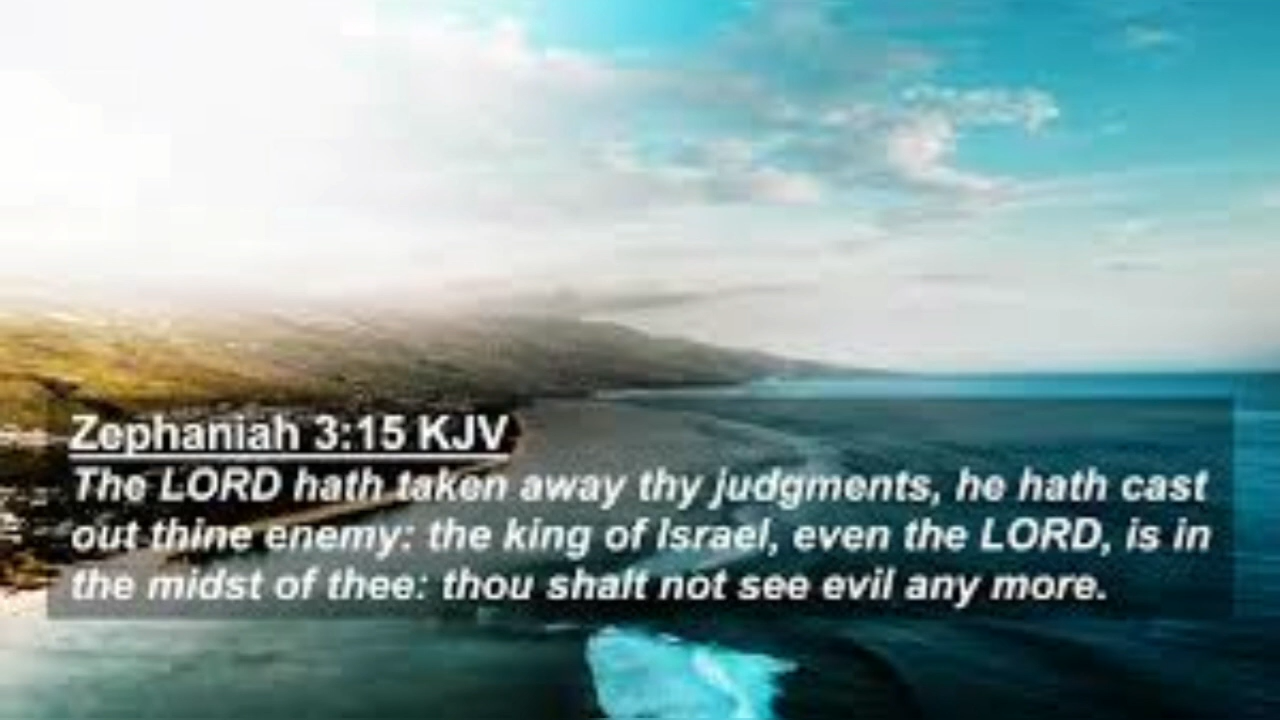 Zephaniah 3:15 KJV
The LORD hath taken away thy judgments, he hath cast
out thine enemy: the king of Israel, even the LORD, is in
the midst of thee: thou shalt not see evil any more.